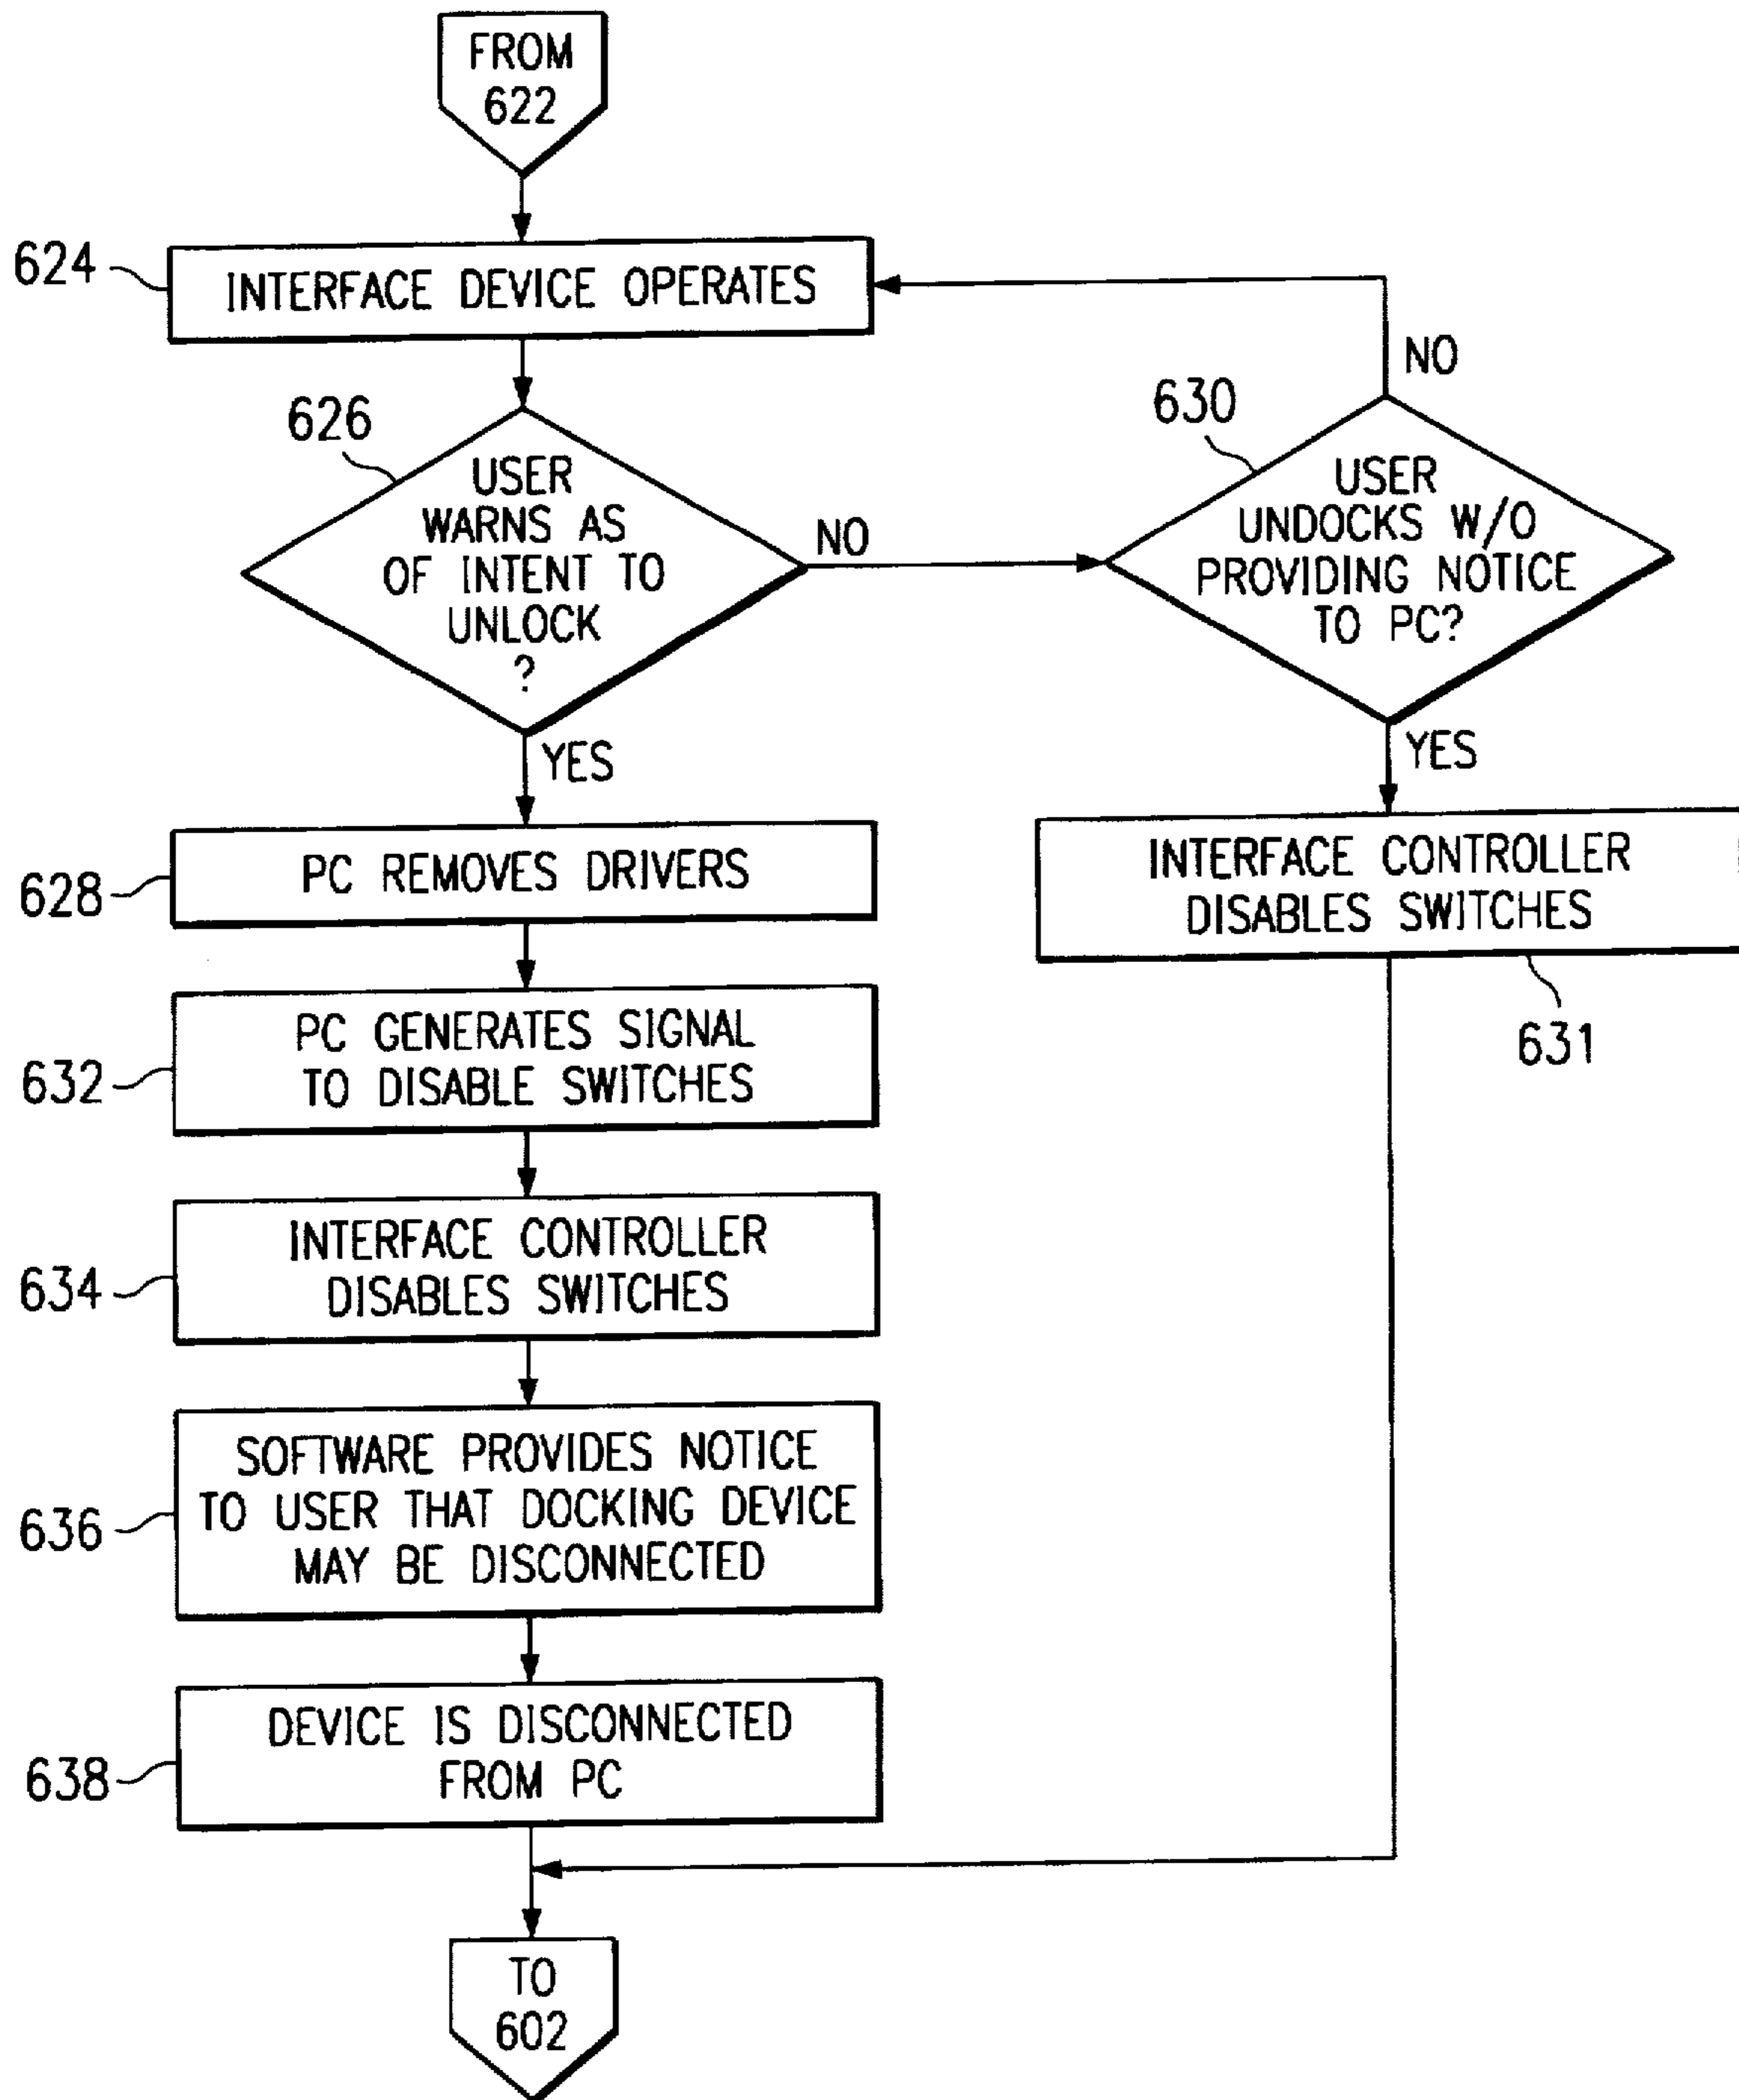 FROM
622
624
INTERFACE DEVICE OPERATES
NO
626
630
USER
WARNS AS
OF INTENT TO
UNLOCK
?
NO
USER
UNDOCKS W/O
PROVIDING NOTICE
TO PC?
YES
YES
628
PC REMOVES DRIVERS
INTERFACE CONTROLLER
DISABLES SWITCHES
631
632
PC GENERATES SIGNAL
TO DISABLE SWITCHES
634
INTERFACE CONTROLLER
DISABLES SWITCHES
636
SOFTWARE PROVIDES NOTICE
TO USER THAT DOCKING DEVICE
MAY BE DISCONNECTED
638
DEVICE IS DISCONNECTED
FROM PC
TO
602